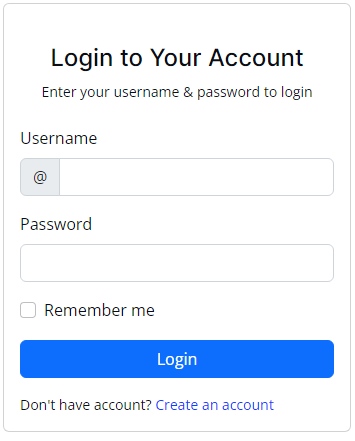 Login to Your Account
Enter your username & password to login
Username
@
Password
Remember me
Login
Don't have account? Create an account